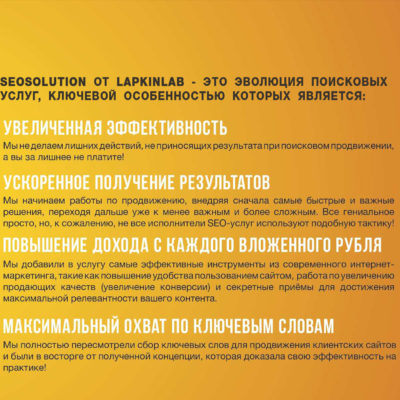 SEOSOLUTION ОТ LAPKINLAB - ЭТО ЭВОЛЮЦИЯ ПОИСКОВЫХ
УСЛУГ, КЛЮЧЕВОЙ ОСОБЕННОСТЬЮ КОТОРЫХ ЯВЛЯЕТСЯ:
УВЕЛИЧЕННАЯ ЭФФЕКТИВНОСТЬ
Мы не делаем лишних действий, не приносящих результата при поисковом продвижении,
а вы за лишнее не платите!
УСКОРЕННОЕ ПОЛУЧЕНИЕ РЕЗУЛЬТАТОВ
Мы начинаем работы по продвижению, внедряя сначала самые быстрые и важные
решения, переходя дальше уже к менее важным и более сложным. Все гениальное
просто, но, к сожалению, не все исполнители SEO-услуг используют подобную тактику!
ПОВЫШЕНИЕ ДОХОДА С КАЖДОГО ВЛОЖЕННОГО РУБЛЯ
Мы добавили в услугу самые эффективные инструменты из современного интернет-
маркетинга, такие как повышение удобства пользованием сайтом, работа по увеличению
продающих качеств (увеличение конверсии) и секретные приёмы для достижения
максимальной релевантности вашего контента.
МАКСИМАЛЬНЫЙ ОХВАТ ПО КЛЮЧЕВЫМ СЛОВАМ
Мы полностью пересмотрели сбор ключевых слов для продвижения клиентских сайтов
и были в восторге от полученной концепции, которая доказала свою эффективность на
практике!